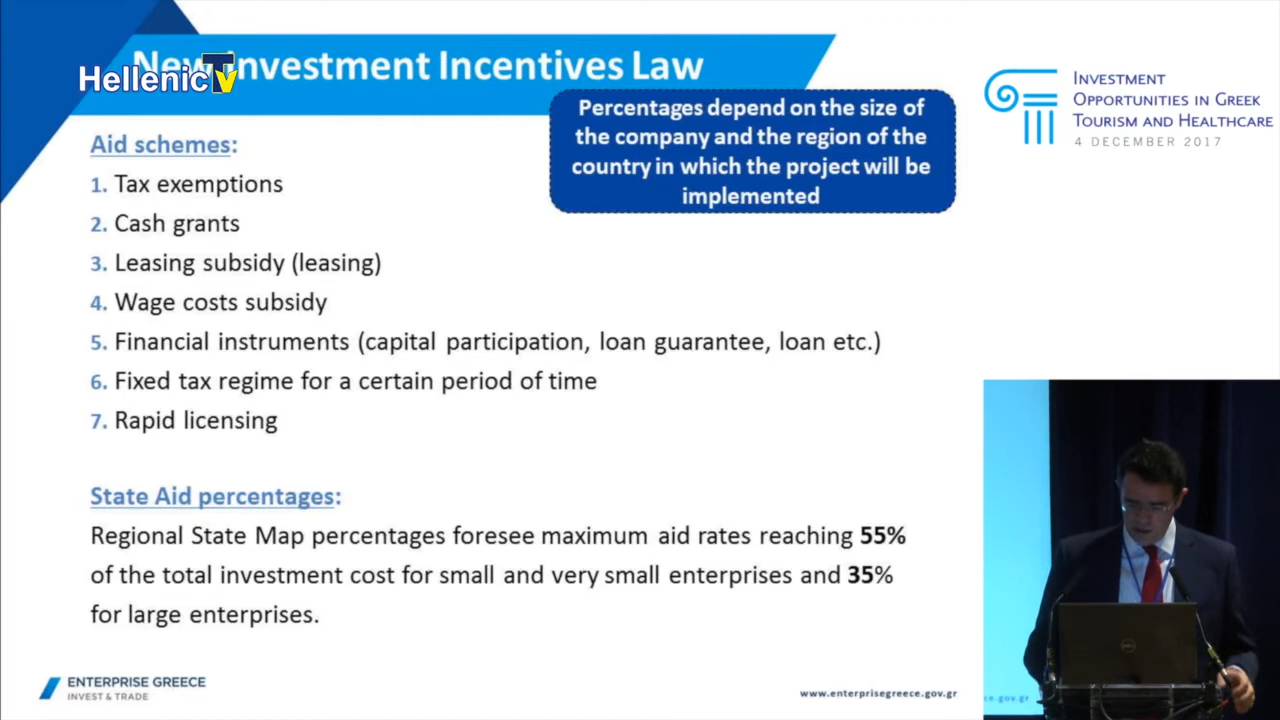 New Investment Incentives Law
HellenicTv
Percentages depend on the size of
the company and the region of the
country in which the project will be
implemented
INVESTMENT
OPPORTUNITIES IN GREEK
TOURISM AND HEALTHCARE
4 DECEMBER 2017
Aid schemes:
1. Tax exemptions
2. Cash grants
3. Leasing subsidy (leasing)
4. Wage costs subsidy
5. Financial instruments (capital participation, loan guarantee, loan etc.)
6. Fixed tax regime for a certain period of time
7. Rapid licensing
State Aid percentages:
Regional State Map percentages foresee maximum aid rates reaching 55%
of the total investment cost for small and very small enterprises and 35%
for large enterprises.
ENTERPRISE GREECE
INVEST & TRADE
www.enterprisegreece.gov.gr
ce.gov.gr
DELL